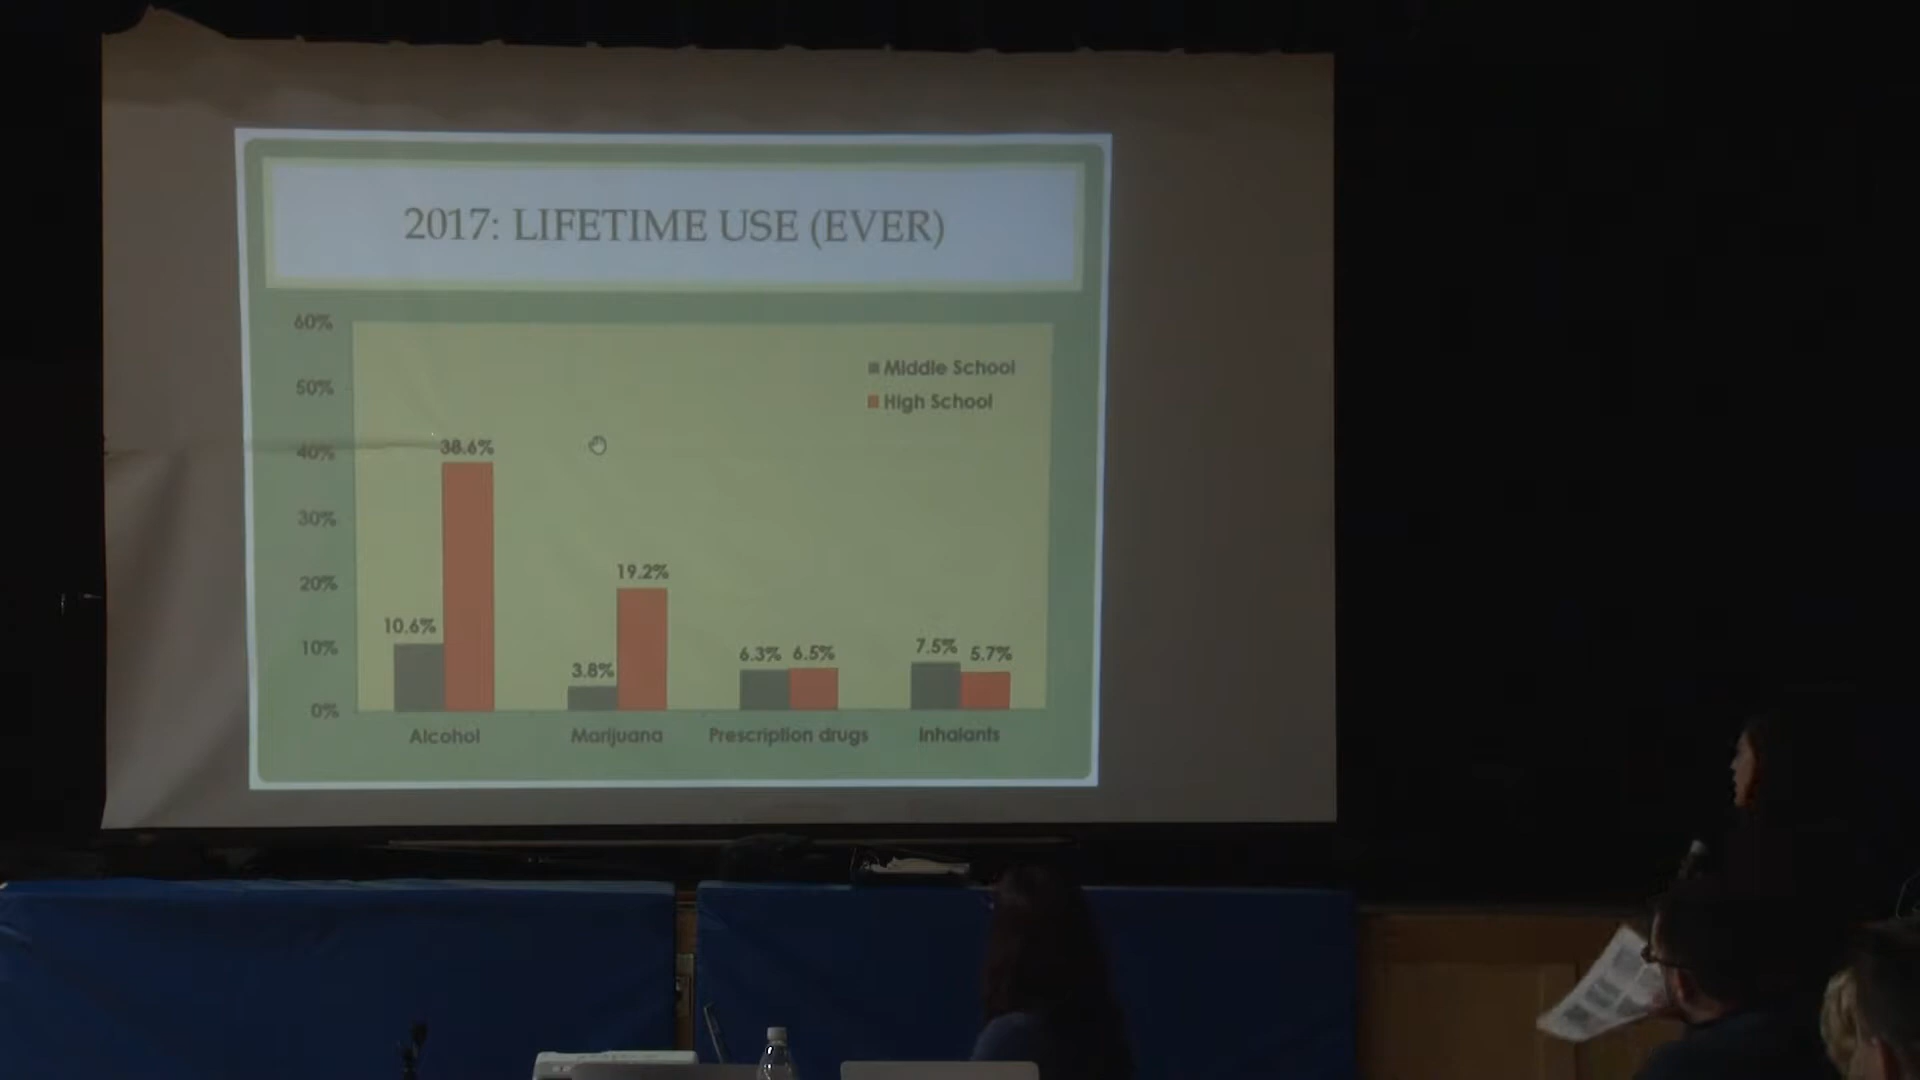 2017: LIFETIME USE (EVER)
60%
50%
40%
30%
20%
10%
0%
Middle School
High School
10.6%
38.6%
3.8%
19.2%
6.3%
6.5%
7.5%
5.7%
Alcohol
Marijuana
Prescription drugs
Inhalants